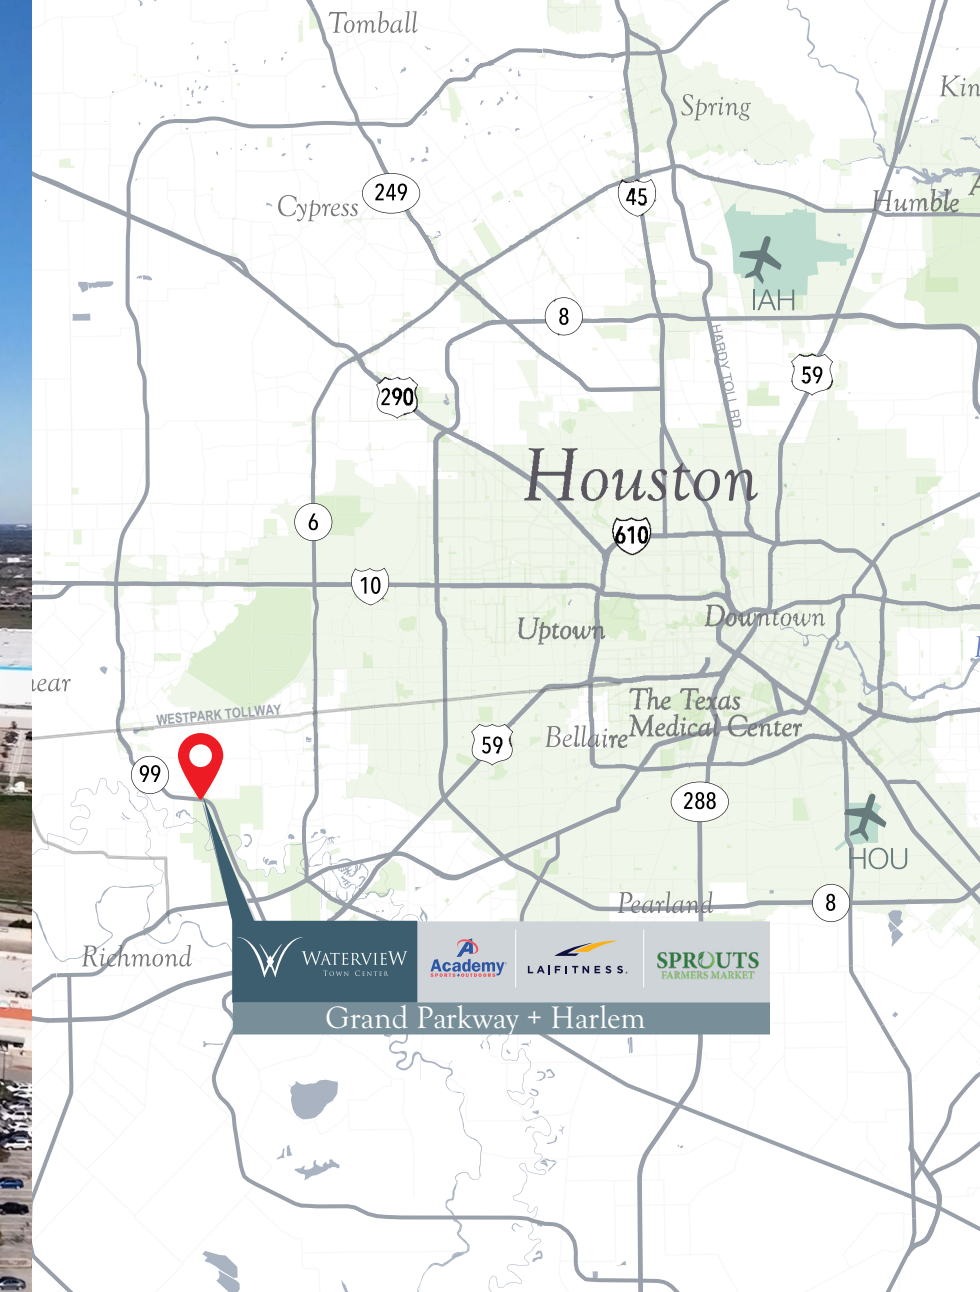 Tomball
Spring
Kin
249
45
Cypress
Humble
A
IAH
8
HARDY TOLL RD
59
290
Houston
6
610
10
Uptown
Downtown
near
The Texas
Medical Center
WESTPARK TOLLWAY
59
Bellaire
99
288
HOU
Pearland
8
Richmond
WATERVIEW
TOWN CENTER
Academy
SPORTS+OUTDOORS
LA|FITNESS.
SPROUTS
FARMERS MARKET
Grand Parkway + Harlem